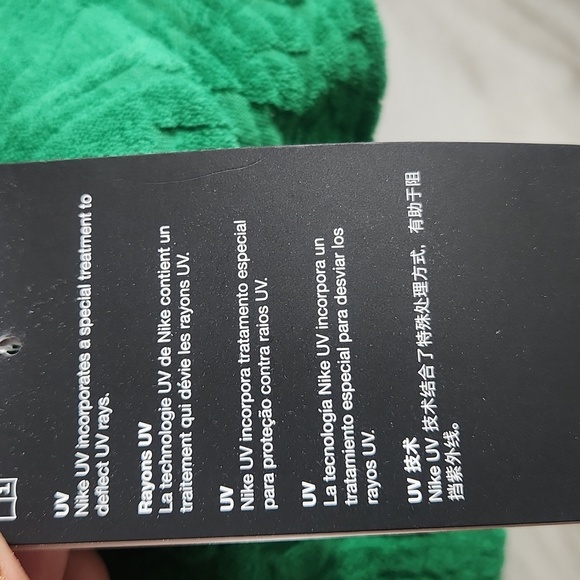 UV
Nike UV incorporates a special treatment to
deflect UV rays.
Rayons UV
La technologie UV de Nike contient un
traitement qui dévie les rayons UV.
UV
Nike UV incorpora tratamento especial
para proteção contra raios UV.
UV
La tecnología Nike UV incorpora un
tratamiento especial para desviar los
rayos UV.
UV 技术
Nike UV 技术结合了特殊处理方式，有助于阻
挡紫外线。